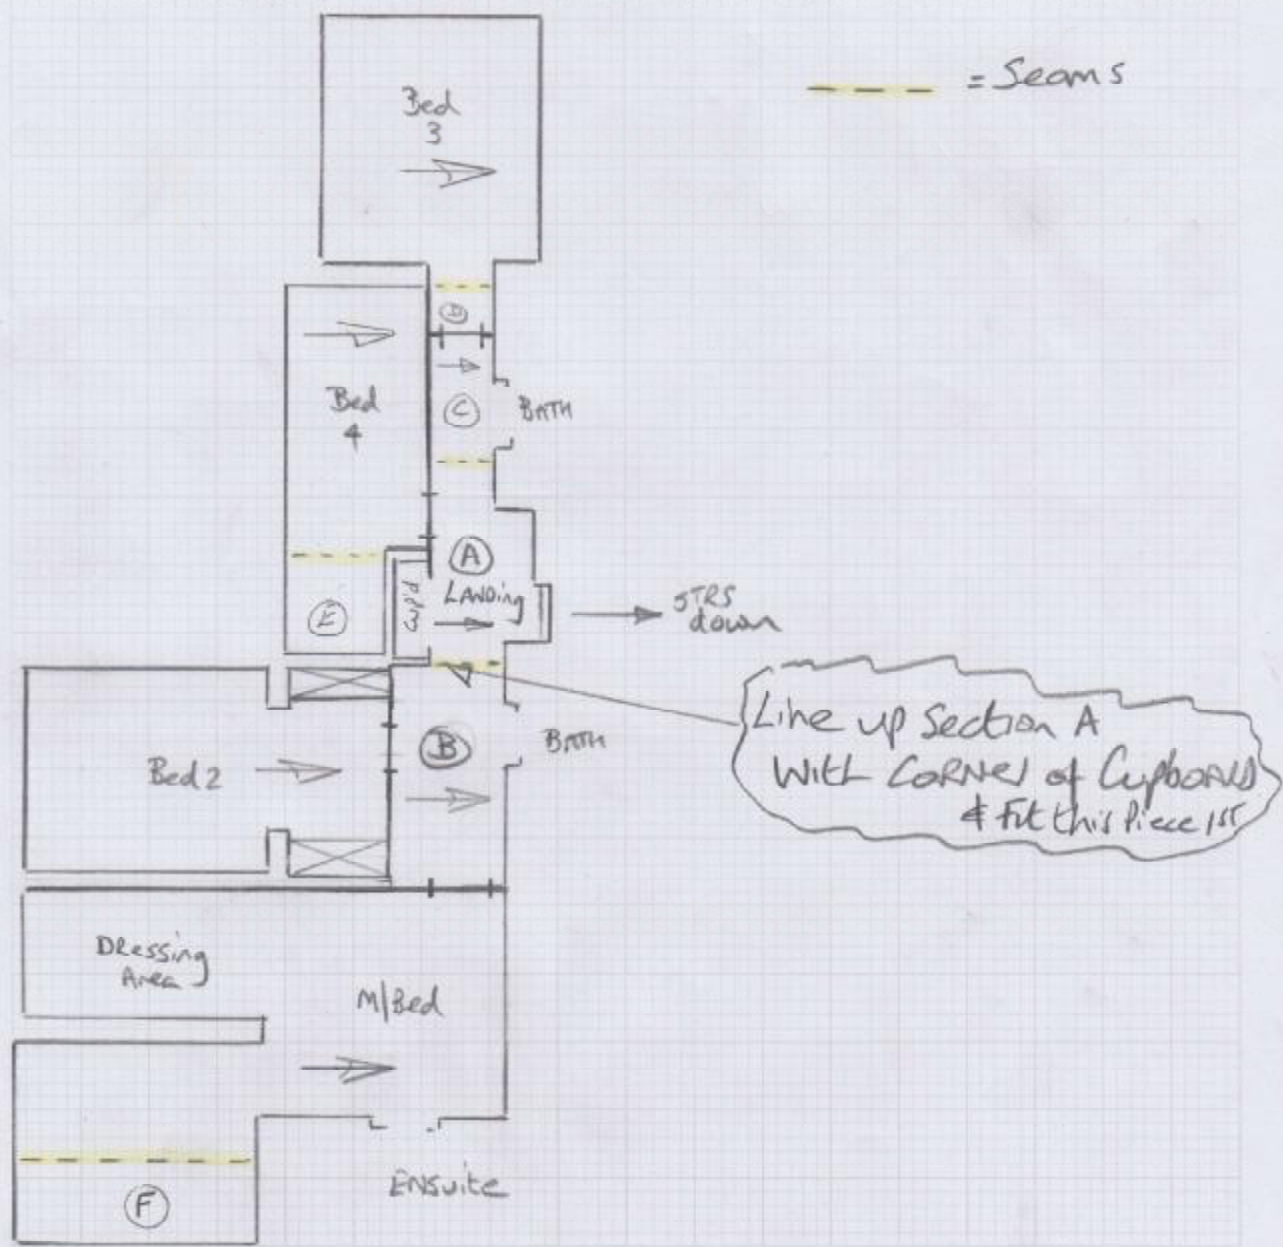 = Seams
Bed
3
D
C
BATH
Bed
4
A
LANDing
Cup'd
STRS
down
E
Line up Section A
With CORNER of Cupboard
& Fit this Piece 1st
B
BATH
Bed 2
DRessing
Area
M/Bed
ENSuite
F